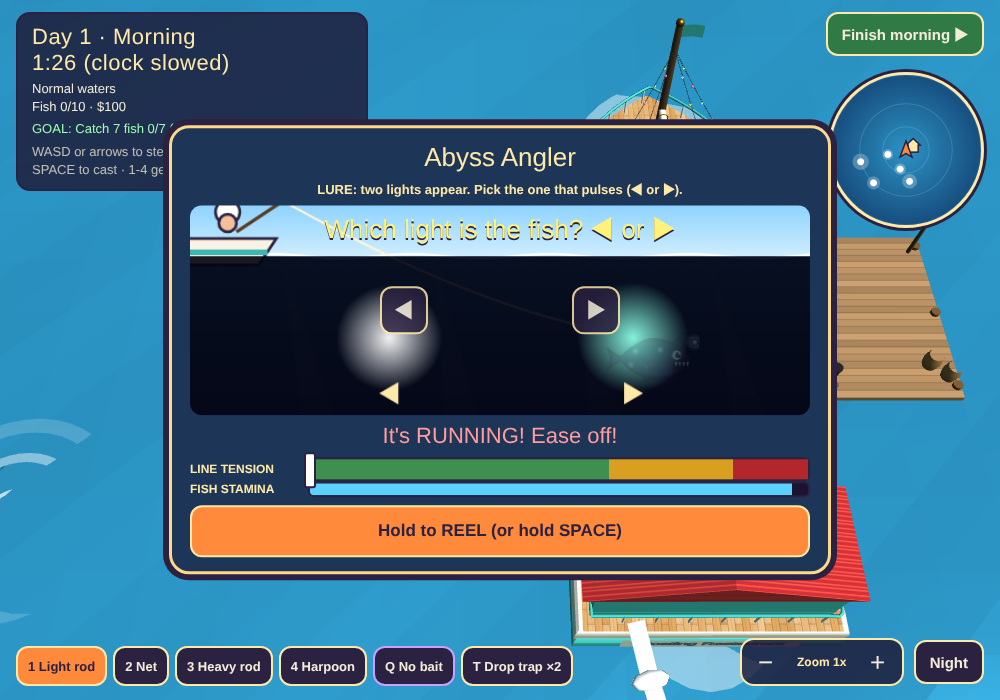 Day 1 · Morning
1:26 (clock slowed)
Normal waters
Fish 0/10 · $100
GOAL: Catch 7 fish 0/7
WASD or arrows to
SPACE to cast · 1-4
Finish morning ▶
Abyss Angler
LURE: two lights appear. Pick the one that pulses (◀ or ▶).
Which light is the fish? ◀ or ▶
◀ ▶
◀ ▶
It's RUNNING! Ease off!
LINE TENSION
FISH STAMINA
Hold to REEL (or hold SPACE)
1 Light rod
2 Net
3 Heavy rod
4 Harpoon
Q No bait
T Drop trap ×2
− Zoom 1x +
Night